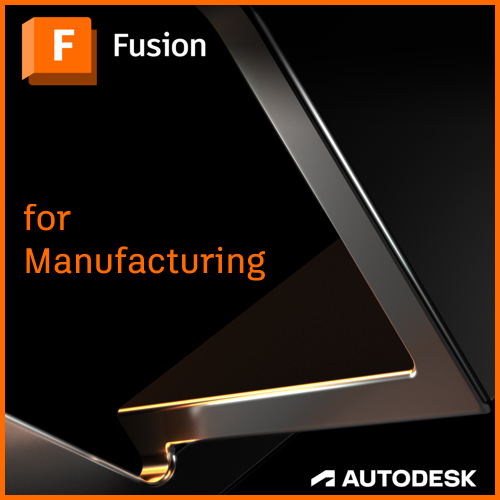 F
Fusion
for
Manufacturing
AUTODESK